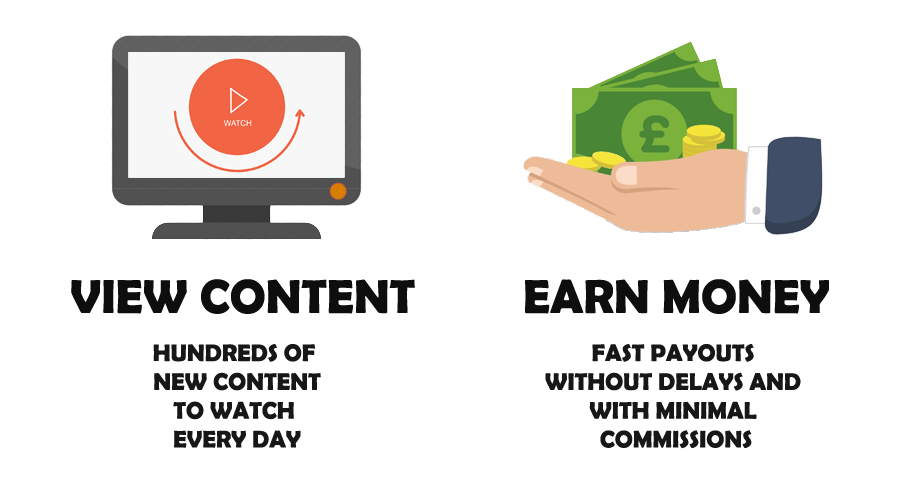 WATCH
£
VIEW CONTENT
HUNDREDS OF
NEW CONTENT
TO WATCH
EVERY DAY
EARN MONEY
FAST PAYOUTS
WITHOUT DELAYS AND
WITH MINIMAL
COMMISSIONS